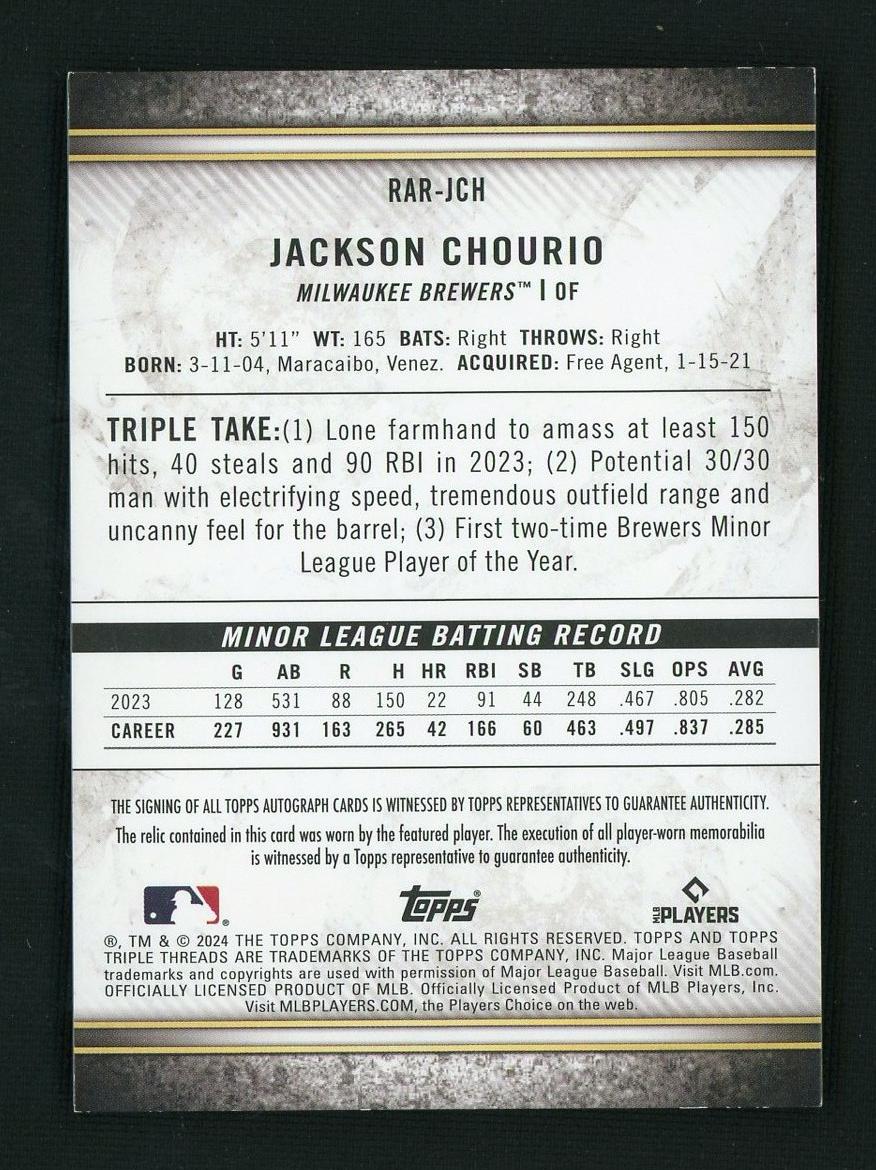 RAR-JCH
JACKSON CHOURIO
MILWAUKEE BREWERS™ | OF
HT: 5'11" WT: 165 BATS: Right THROWS: Right
BORN: 3-11-04, Maracaibo, Venez. ACQUIRED: Free Agent, 1-15-21
TRIPLE TAKE:(1) Lone farmhand to amass at least 150
hits, 40 steals and 90 RBI in 2023; (2) Potential 30/30
man with electrifying speed, tremendous outfield range and
uncanny feel for the barrel; (3) First two-time Brewers Minor
League Player of the Year.
MINOR LEAGUE BATTING RECORD
G AB R H HR RBI SB TB SLG OPS AVG
2023 128 531 88 150 22 91 44 248 .467 .805 .282
CAREER 227 931 163 265 42 166 60 463 .497 .837 .285
THE SIGNING OF ALL TOPPS AUTOGRAPH CARDS IS WITNESSED BY TOPPS REPRESENTATIVES TO GUARANTEE AUTHENTICITY.
The relic contained in this card was worn by the featured player. The execution of all player-worn memorabilia
is witnessed by a Topps representative to guarantee authenticity.
® Topps® MLB PLAYERS
®, TM & © 2024 THE TOPPS COMPANY, INC. ALL RIGHTS RESERVED. TOPPS AND TOPPS
TRIPLE THREADS ARE TRADEMARKS OF THE TOPPS COMPANY, INC. Major League Baseball
trademarks and copyrights are used with permission of Major League Baseball. Visit MLB.com.
OFFICIALLY LICENSED PRODUCT OF MLB. Officially Licensed Product of MLB Players, Inc.
Visit MLBPLAYERS.COM, the Players Choice on the web.